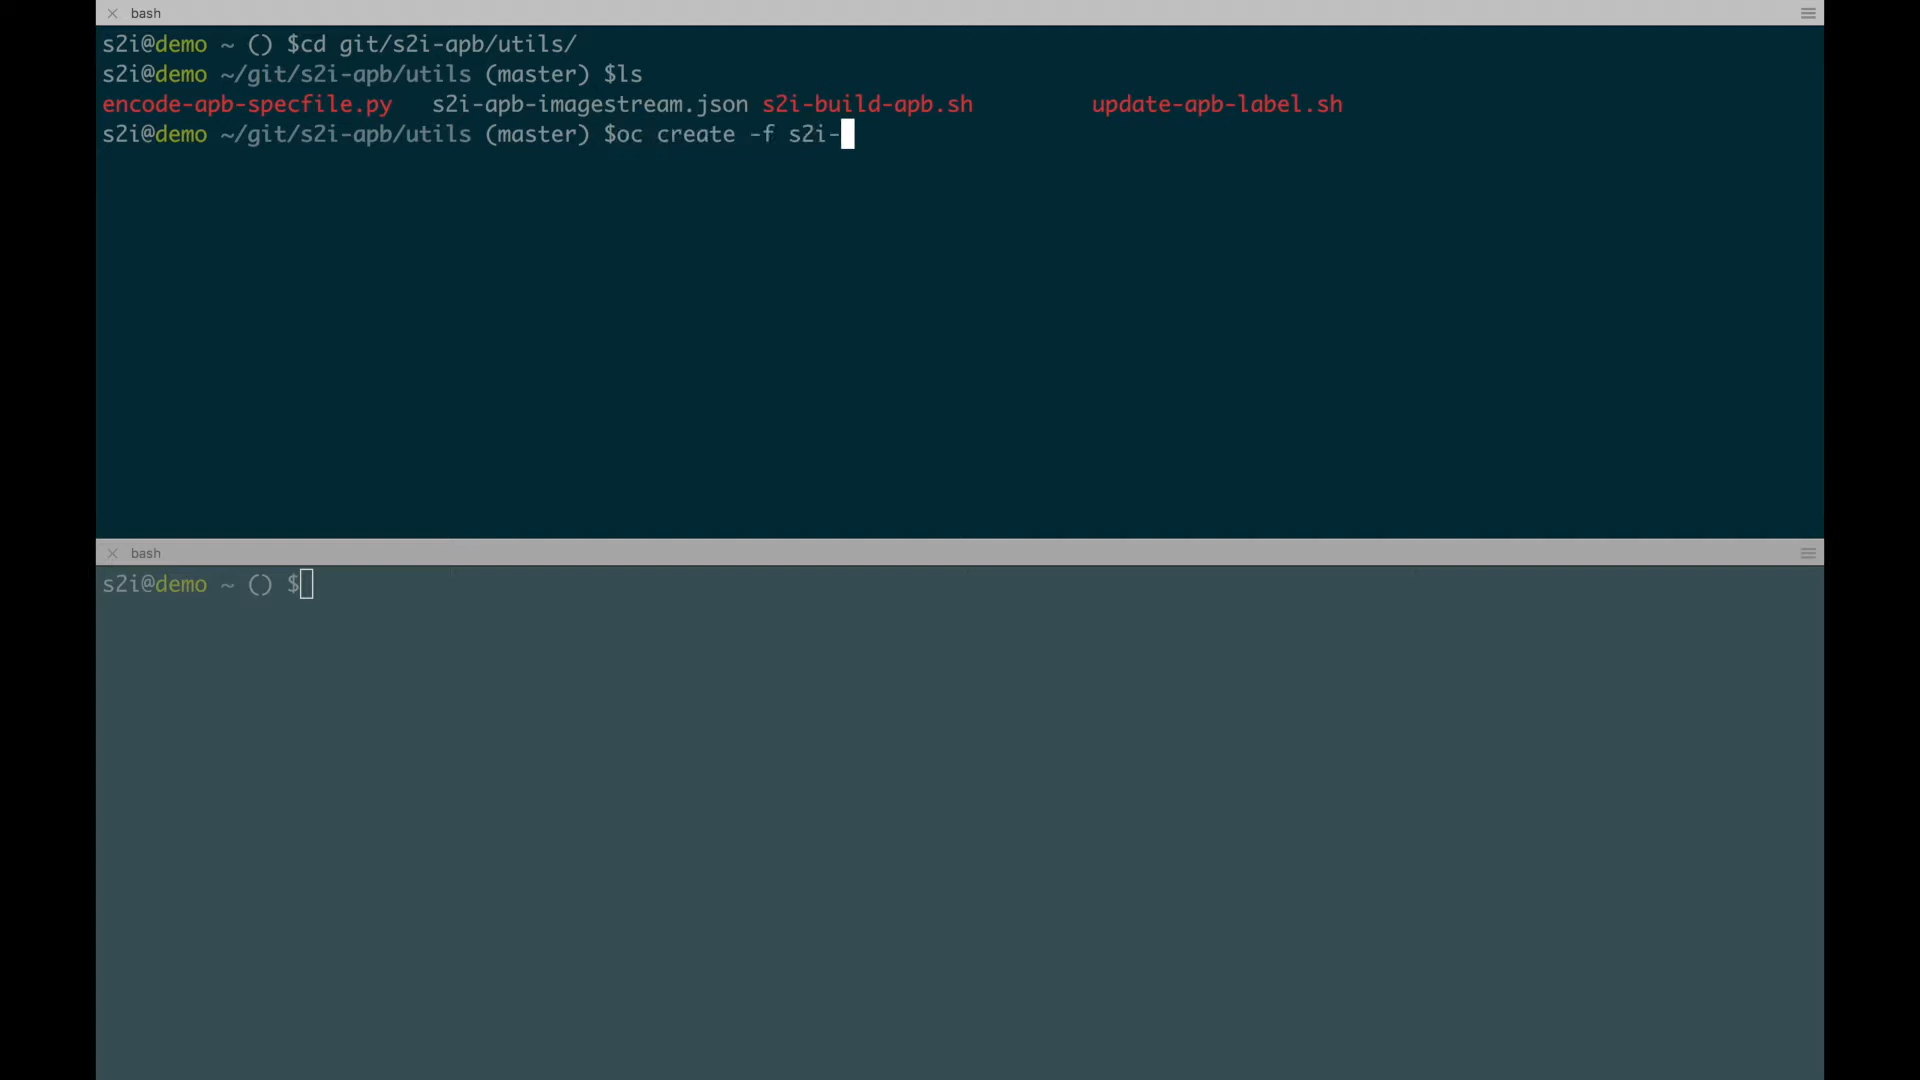 bash
s2i@demo ~ () $cd git/s2i-apb/utils/
s2i@demo ~/git/s2i-apb/utils (master) $ls
encode-apb-specfile.py s2i-apb-imagestream.json s2i-build-apb.sh update-apb-label.sh
s2i@demo ~/git/s2i-apb/utils (master) $oc create -f s2i-
bash
s2i@demo ~ () $